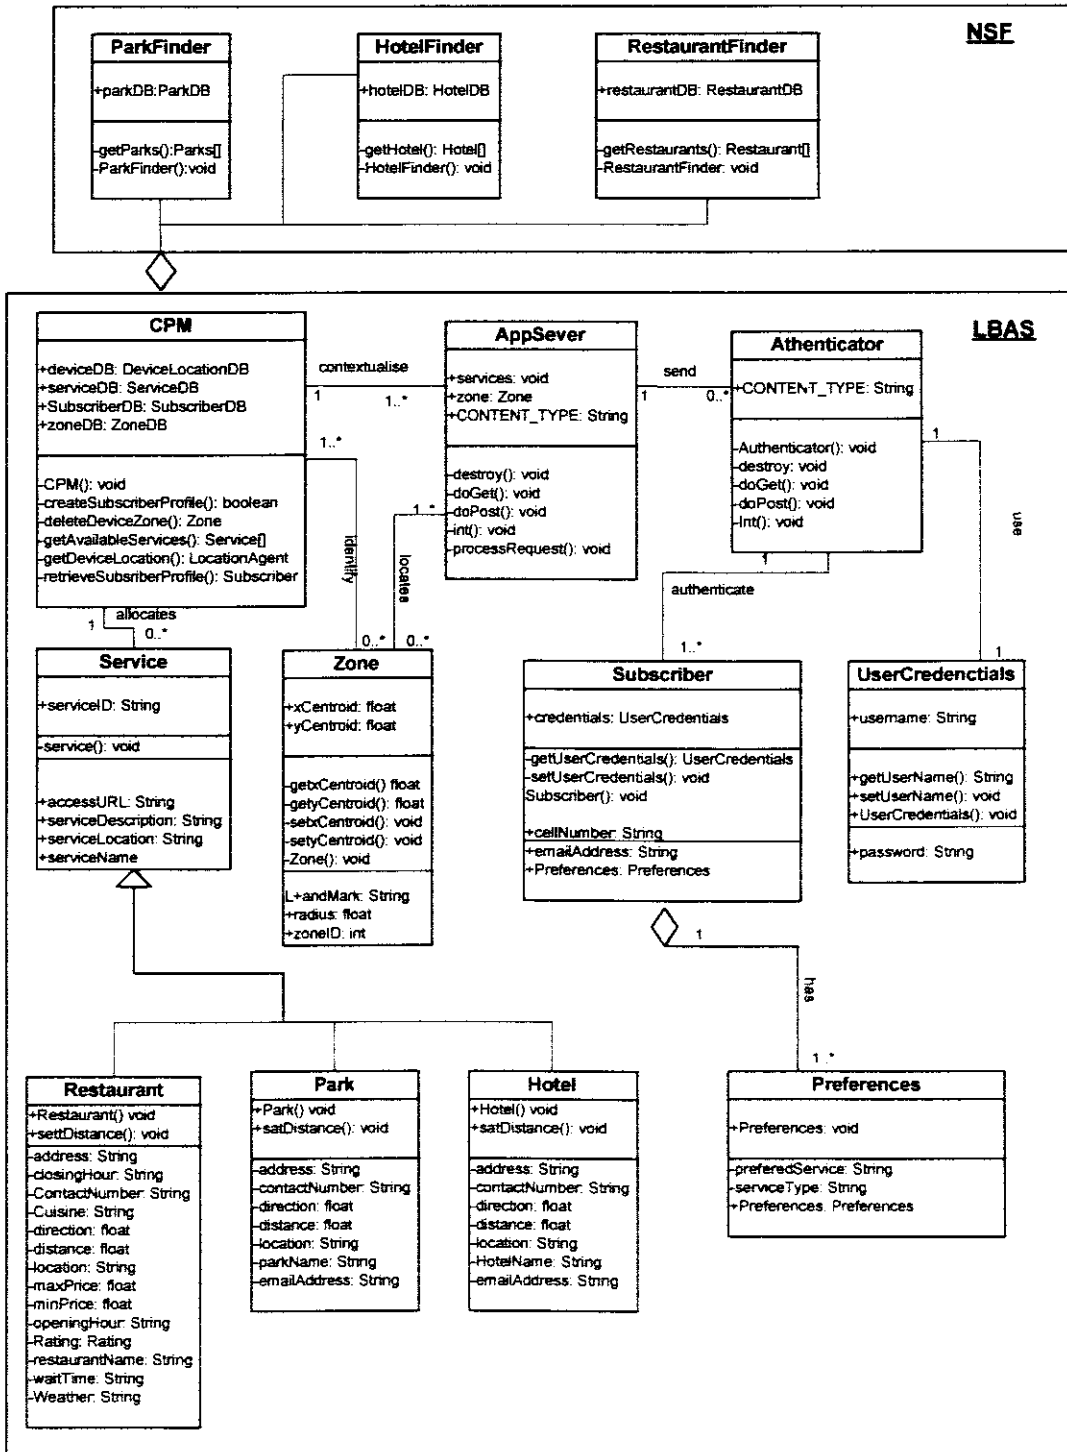 NSF
ParkFinder
+parkDB:ParkDB
-getParks():Parks[]
-ParkFinder():void
HotelFinder
+hotelDB: HotelDB
-getHotel(): Hotel[]
-HotelFinder(): void
RestaurantFinder
+restaurantDB: RestaurantDB
-getRestaurants(): Restaurant[]
-RestaurantFinder: void
LBAS
CPM
+deviceDB: DeviceLocationDB
+serviceDB: ServiceDB
+SubscriberDB: SubscriberDB
+zoneDB: ZoneDB
-CPM(): void
-createSubscriberProfile(): boolean
-deleteDeviceZone(): Zone
-getAvailableServices(): Service[]
-getDeviceLocation(): LocationAgent
-retrieveSubsriberProfile(): Subscriber
contextualise
1
1..*
AppSever
+services: void
+zone: Zone
+CONTENT_TYPE: String
-destroy(): void
-doGet(): void
-doPost(): void
-int(): void
-processRequest(): void
send
1
0..*
Athenticator
+CONTENT_TYPE: String
-Authenticator(): void
-destroy: void
-doGet(): void
-doPost(): void
-Int(): void
1
use
1
1..*
identify
0..*
1..*
locates
0..*
1
authenticate
1..*
allocates
1
0..*
Service
+serviceID: String
-service(): void
+accessURL: String
+serviceDescription: String
+serviceLocation: String
+serviceName
Zone
+xCentroid: float
+yCentroid: float
-getxCentroid() float
-getyCentroid(): float
-setxCentroid(): void
-setyCentroid(): void
-Zone(): void
L+andMark: String
+radius: float
+zoneID: int
Subscriber
+credentials: UserCredentials
-getUserCredentials(): UserCredentials
-setUserCredentials(): void
Subscriber(): void
+cellNumber: String
+emailAddress: String
+Preferences: Preferences
UserCredenctials
+username: String
+getUserName(): String
+setUserName(): void
+UserCredentials(): void
+password: String
1
has
1..*
Restaurant
+Restaurant() void
+settDistance(): void
-address: String
-closingHour: String
-ContactNumber: String
-Cuisine: String
-direction: float
-distance: float
-location: String
-maxPrice: float
-minPrice: float
-openingHour: String
-Rating: Rating
-restaurantName: String
-waitTime: String
-Weather: String
Park
+Park() void
+satDistance(): void
-address: String
-contactNumber: String
-direction: float
-distance: float
-location: String
-parkName: String
-emailAddress: String
Hotel
+Hotel() void
+satDistance(): void
-address: String
-contactNumber: String
-direction: float
-distance: float
-location: String
-HotelName: String
-emailAddress: String
Preferences
+Preferences: void
-preferedService: String
-serviceType: String
+Preferences: Preferences